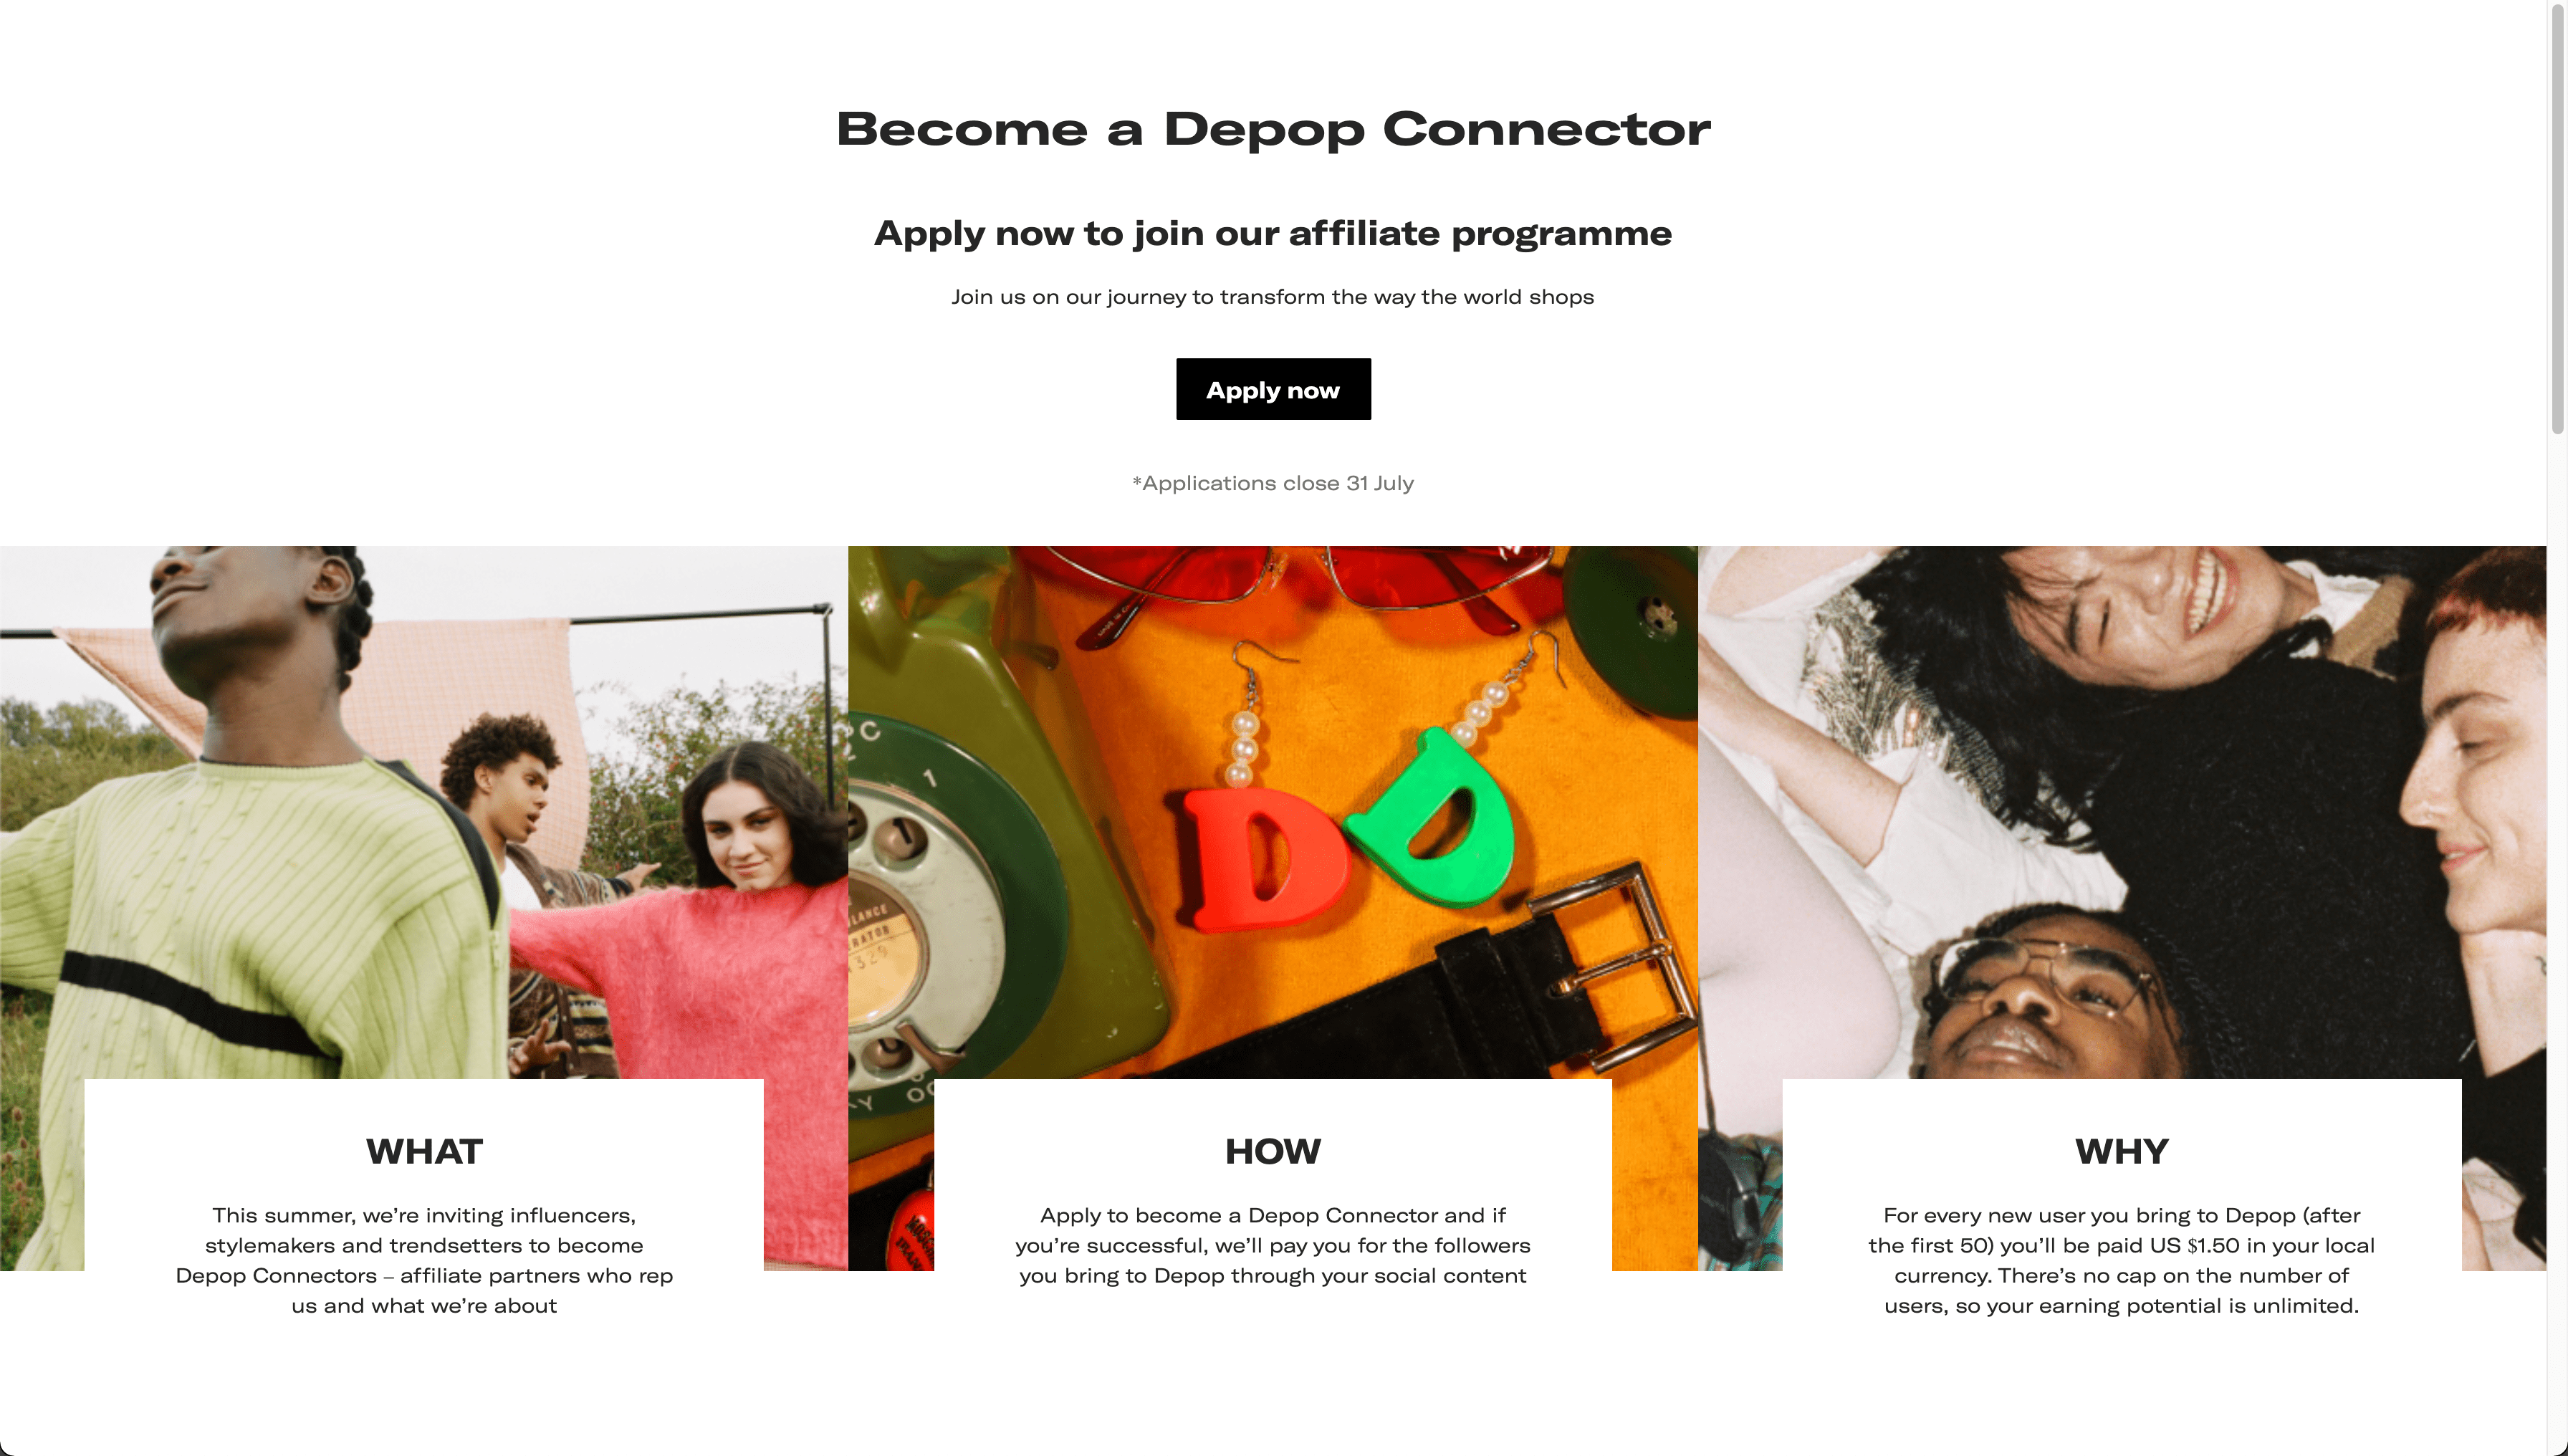 Become a Depop Connector
Apply now to join our affiliate programme
Join us on our journey to transform the way the world shops
Apply now
*Applications close 31 July
C
1
1
LANCE
RATOR
329
D
D
WHAT
This summer, we’re inviting influencers,
stylemakers and trendsetters to become
Depop Connectors – affiliate partners who rep
us and what we’re about
HOW
Apply to become a Depop Connector and if
you’re successful, we’ll pay you for the followers
you bring to Depop through your social content
WHY
For every new user you bring to Depop (after
the first 50) you’ll be paid US $1.50 in your local
currency. There’s no cap on the number of
users, so your earning potential is unlimited.